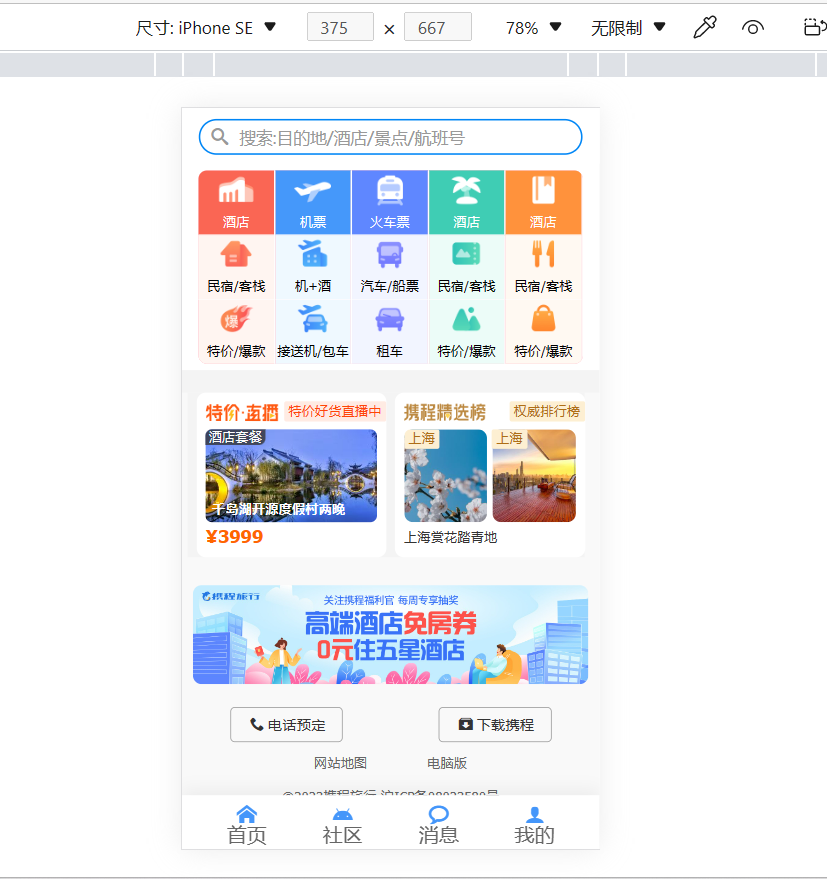 尺寸: iPhone SE ▼ 375 × 667 78% ▼ 无限制 ▼
搜索:目的地/酒店/景点/航班号
酒店 机票 火车票 酒店 酒店
民宿/客栈 机+酒 汽车/船票 民宿/客栈 民宿/客栈
爆
特价/爆款 接送机/包车 租车 特价/爆款 特价/爆款
特价·直播 特价好货直播中 携程精选榜 权威排行榜
酒店套餐 上海 上海
千岛湖开源度假村两晚
¥3999 上海赏花踏青地
携程旅行 关注携程福利官 每周专享抽奖
高端酒店免房券
0元住五星酒店
电话预定 下载携程
网站地图 电脑版
©2022携程旅行
首页 社区 消息 我的